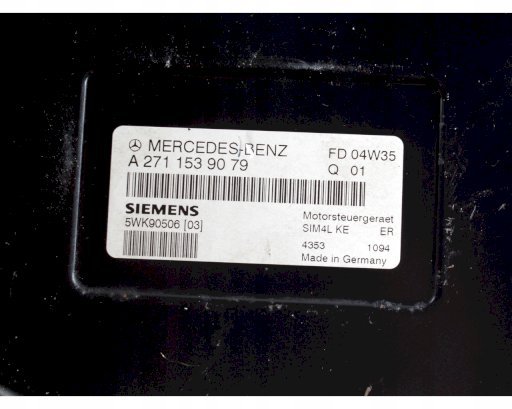 MERCEDES-BENZ FD 04W35
A 271 153 90 79 Q 01
SIEMENS Motorsteuergeraet
5WK90506 [03] SIM4L KE ER
4353 1094
Made in Germany